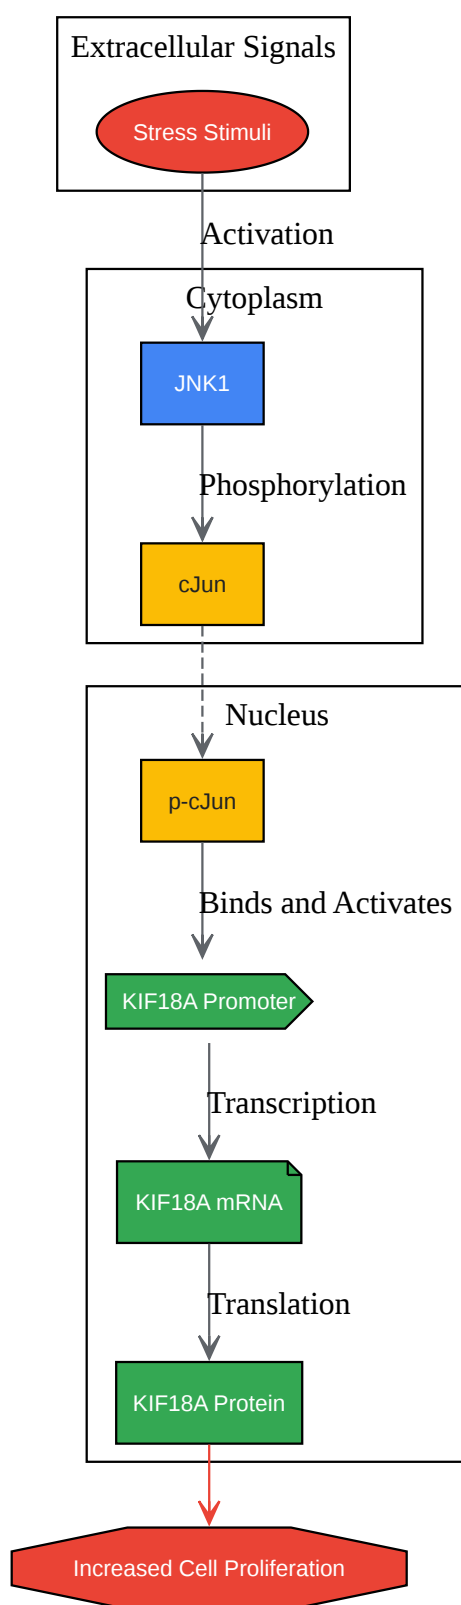 Extracellular Signals
Stress Stimuli
Activation
Cytoplasm
JNK1
Phosphorylation
cJun
Nucleus
p-cJun
Binds and Activates
KIF18A Promoter
Transcription
KIF18A mRNA
Translation
KIF18A Protein
Increased Cell Proliferation